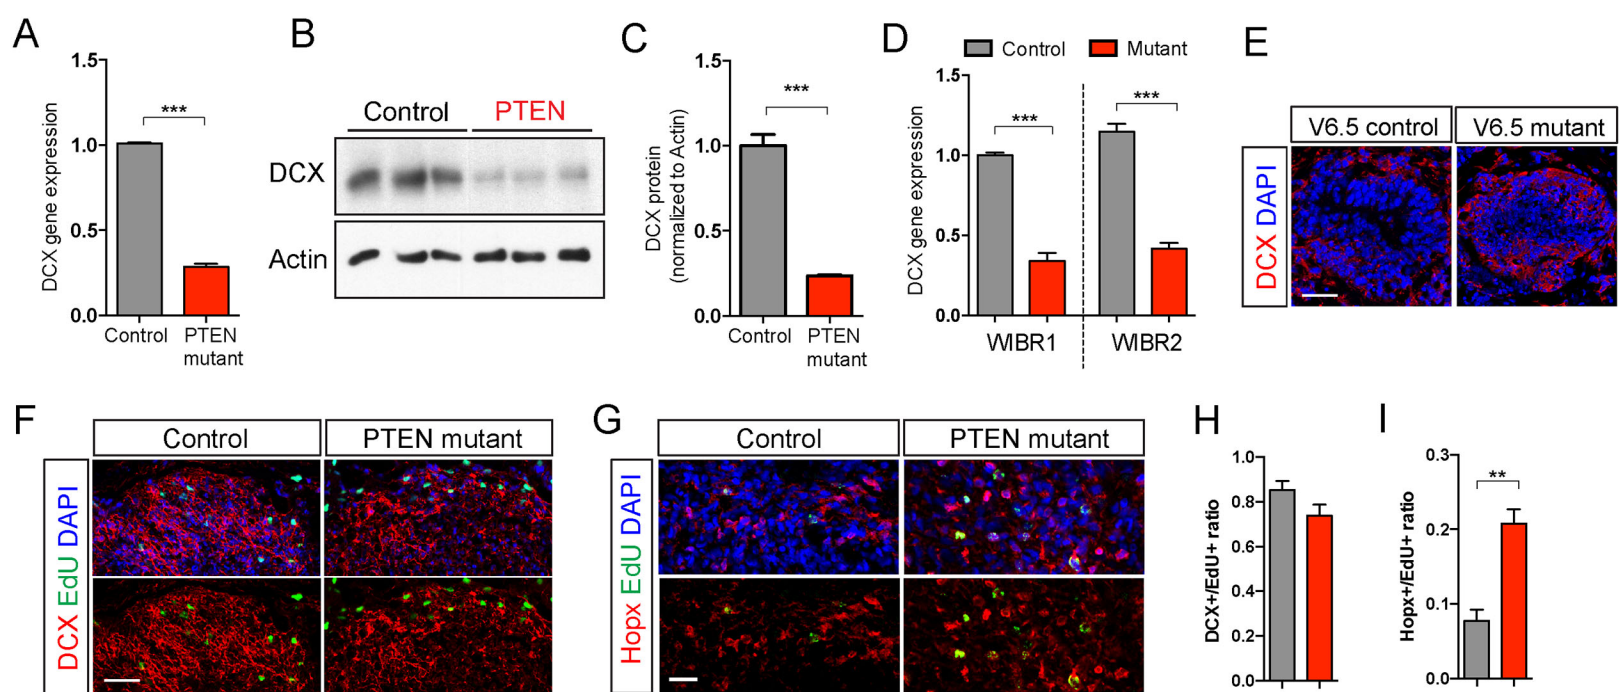 A
DCX gene expression
1.5
1.0
0.5
0.0
***
Control
PTEN
mutant
B
Control
PTEN
DCX
Actin
C
DCX protein
(normalized to Actin)
1.5
1.0
0.5
0.0
***
Control
PTEN
mutant
D
Control
Mutant
DCX gene expression
1.5
1.0
0.5
0.0
***
***
WIBR1
WIBR2
E
V6.5 control
V6.5 mutant
DCX DAPI
F
Control
PTEN mutant
DCX EdU DAPI
G
Control
PTEN mutant
Hopx EdU DAPI
H
DCX+/EdU+ ratio
1.0
0.8
0.6
0.4
0.2
0.0
I
Hopx+/EdU+ ratio
0.3
0.2
0.1
0.0
**